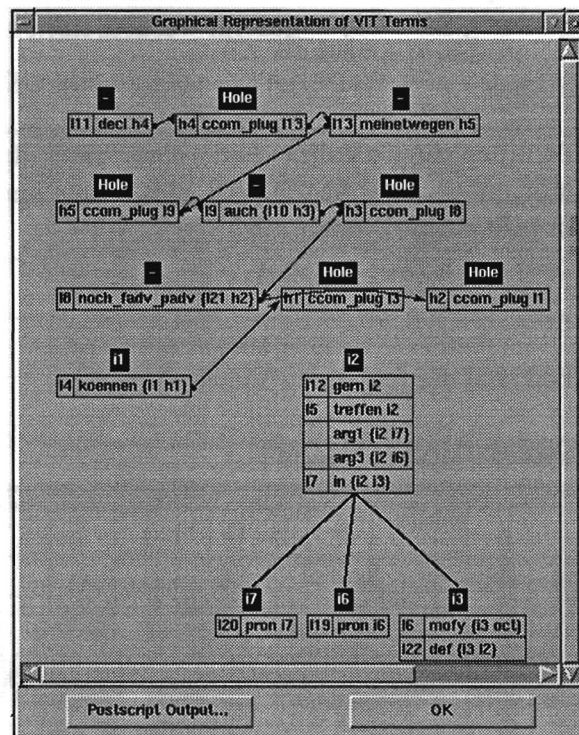 Graphical Representation of VIT Terms
- Hole -
l11 decl h4 h4 ccom_plug l13 l13 meinetwegen h5
Hole - Hole
h5 ccom_plug l9 l9 auch (l10 h3) h3 ccom_plug l8
- Hole Hole
l8 noch_fadv_padv (l21 h2) h1 ccom_plug l3 h2 ccom_plug l1
i1 i2
l4 koennen (i1 h1) l12 gern i2
l5 treffen i2
arg1 (i2 i7)
arg3 (i2 i6)
l7 in (i2 i3)
i7 i6 i3
l20 pron i7 l19 pron i6 l6 mofy (i3 oct)
l22 def (i3 l2)
Postscript Output... OK